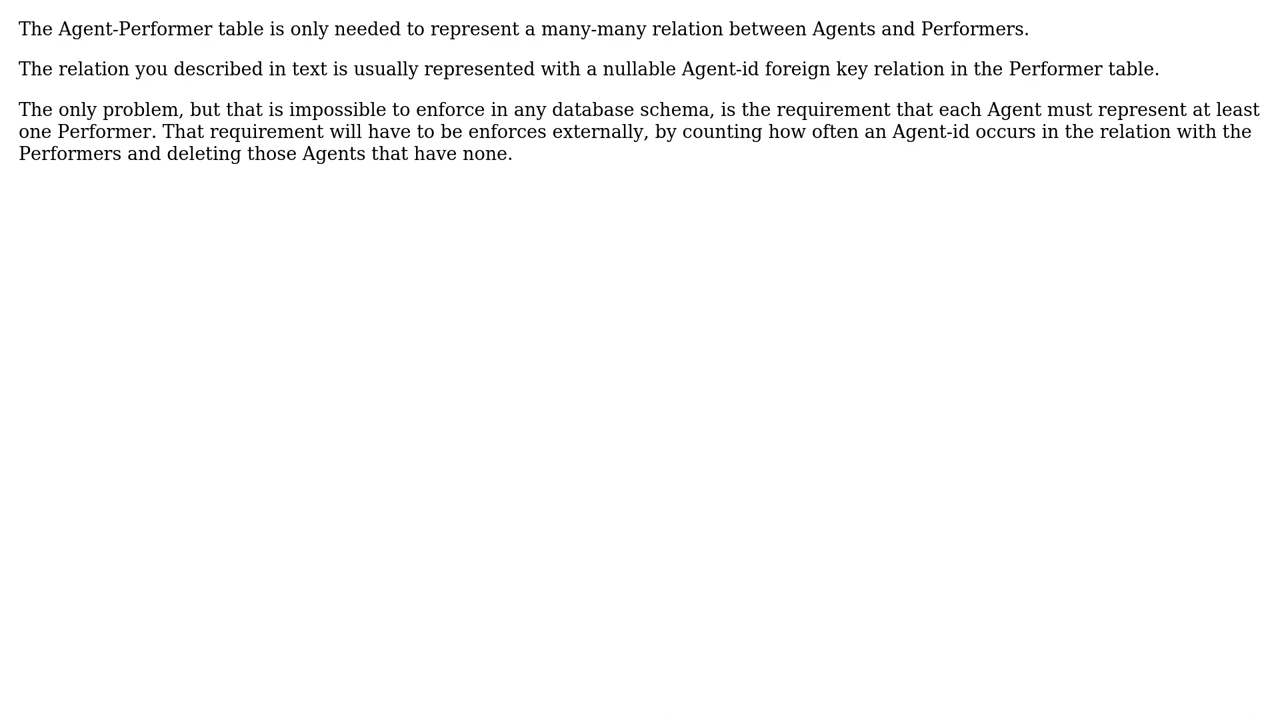 The Agent-Performer table is only needed to represent a many-many relation between Agents and Performers.
The relation you described in text is usually represented with a nullable Agent-id foreign key relation in the Performer table.
The only problem, but that is impossible to enforce in any database schema, is the requirement that each Agent must represent at least
one Performer. That requirement will have to be enforces externally, by counting how often an Agent-id occurs in the relation with the
Performers and deleting those Agents that have none.